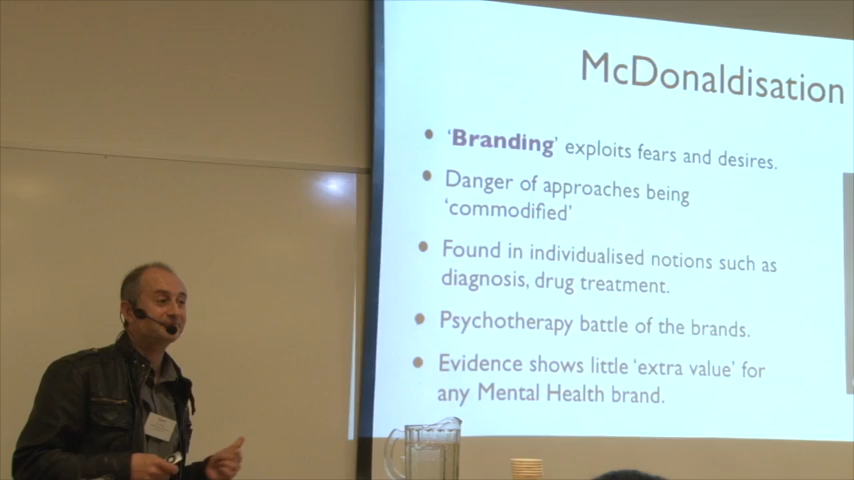 McDonaldisation
• 'Branding' exploits fears and desires.
• Danger of approaches being
'commodified'
• Found in individualised notions such as
diagnosis, drug treatment.
• Psychotherapy battle of the brands.
• Evidence shows little 'extra value' for
any Mental Health brand.